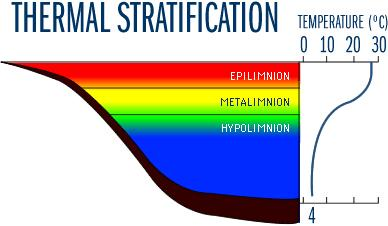 THERMAL STRATIFICATION
TEMPERATURE (°C)
0 10 20 30
EPILIMNION
METALIMNION
HYPOLIMNION
4